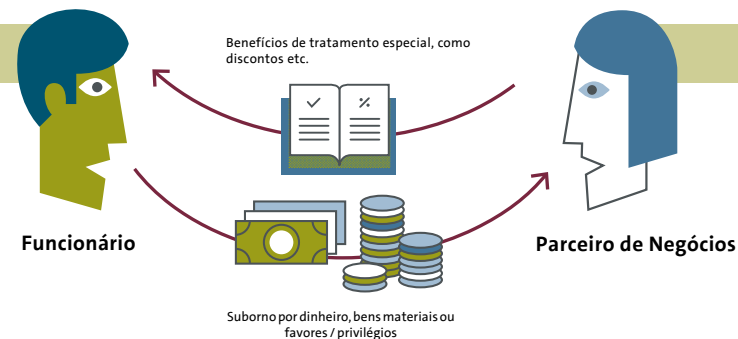 Benefícios de tratamento especial, como
discontos etc.
Funcionário
Parceiro de Negócios
Suborno por dinheiro, bens materiais ou
favores / privilégios